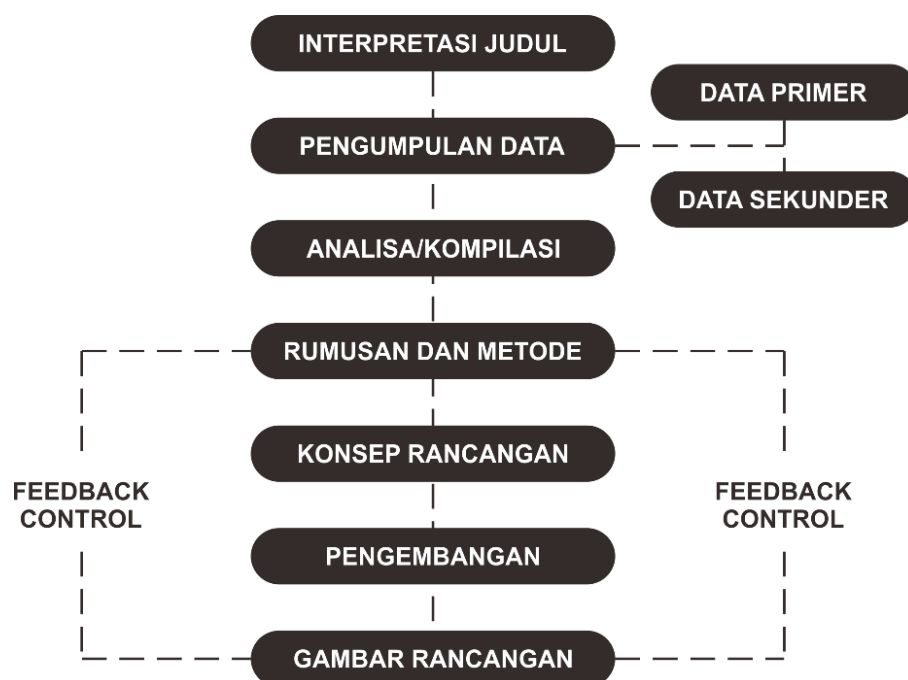 INTERPRETASI JUDUL
DATA PRIMER
PENGUMPULAN DATA
DATA SEKUNDER
ANALISA/KOMPILASI
RUMUSAN DAN METODE
KONSEP RANCANGAN
FEEDBACK
CONTROL
FEEDBACK
CONTROL
PENGEMBANGAN
GAMBAR RANCANGAN